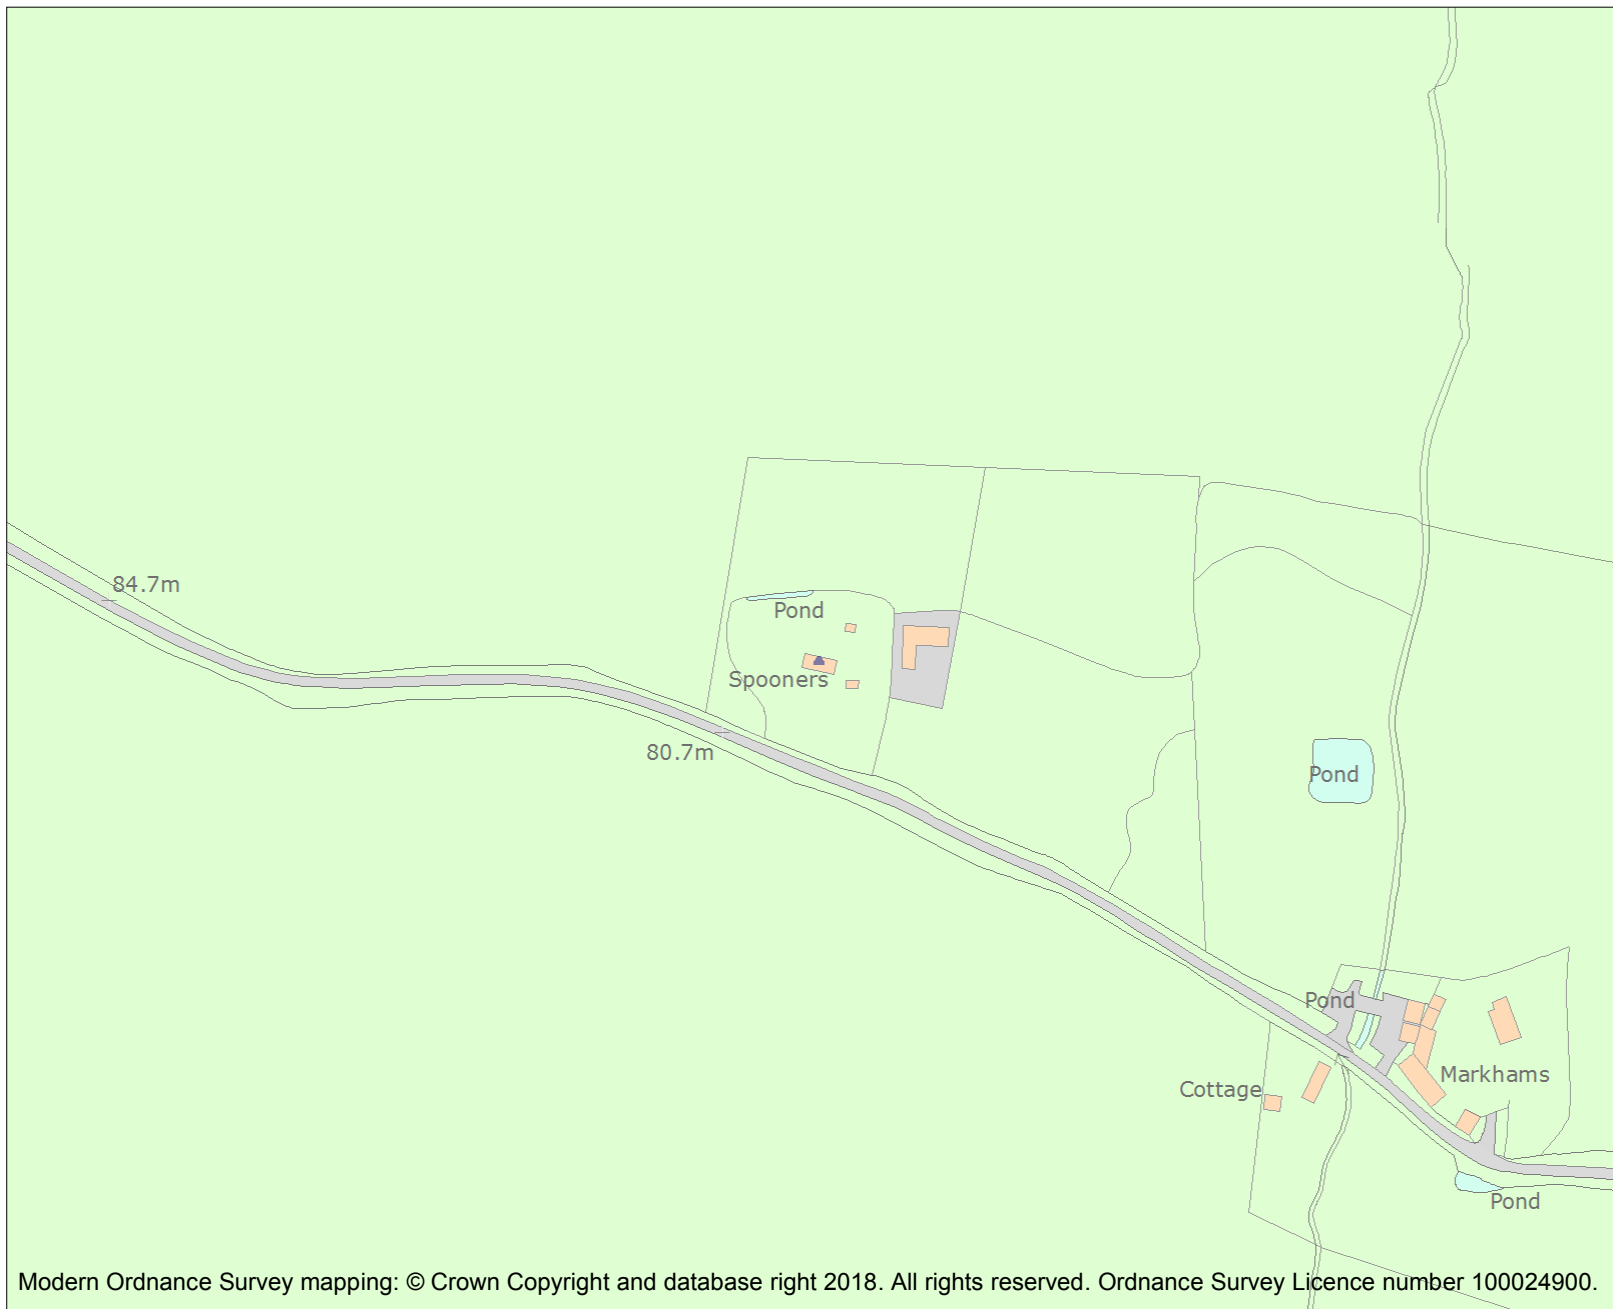 84.7m
Pond
Spooners
80.7m
Pond
Pond
Markhams
Cottage
Pond
Modern Ordnance Survey mapping: © Crown Copyright and database right 2018. All rights reserved. Ordnance Survey Licence number 100024900.